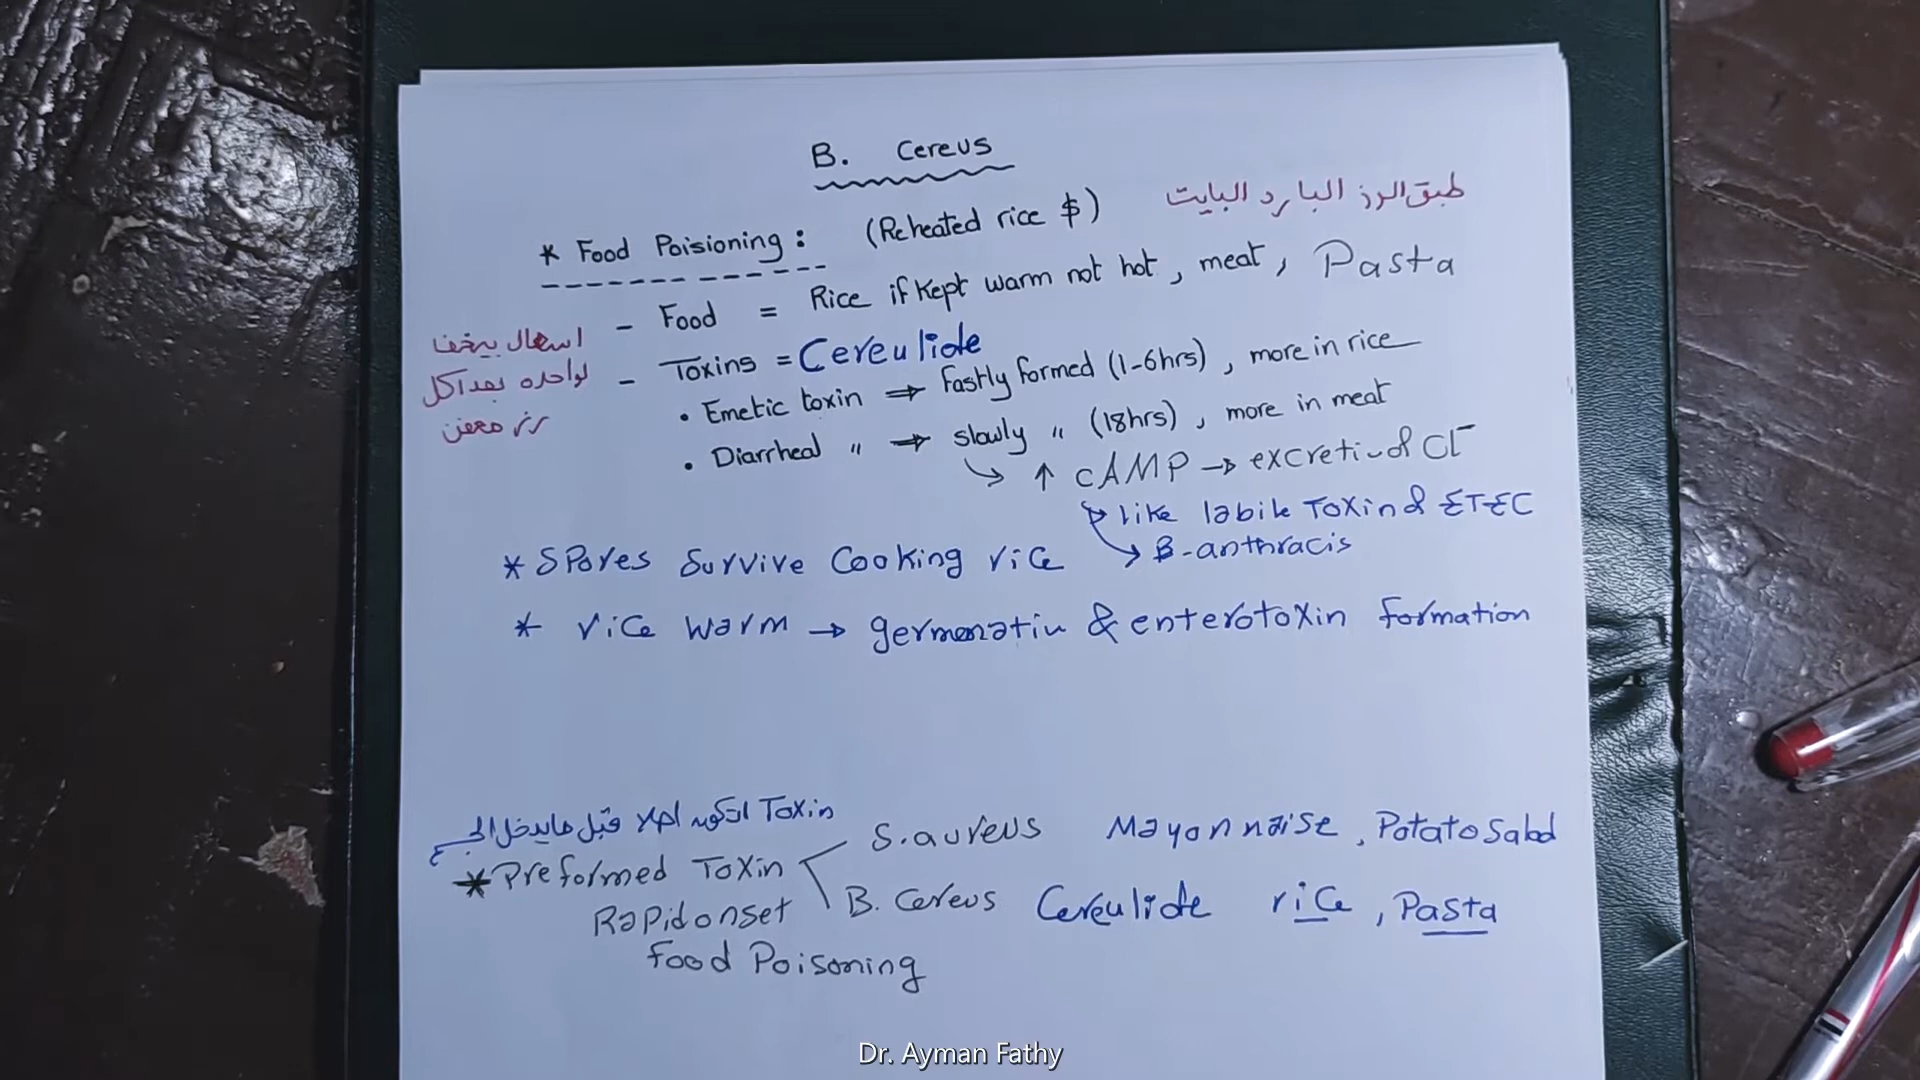 B. Cereus
* Food Poisioning : (Reheated rice $) طبق الرز البارد البايت
- Food = Rice if kept warm not hot , meat , Pasta
- Toxins = Cereulide
• Emetic toxin ⇒ Fastly formed (1-6hrs) , more in rice
• Diarrheal " → slowly " (18hrs) , more in meat
اسهال بيخف
لواحده بعد اكل
رز معفن
↑ cAMP → excretion of Cl⁻
like labile Toxin of ETEC
→ B-anthracis
* Spores Survive Cooking rice
* rice warm → germenatin & enterotoxin formation
Toxin اتكونه اصلا قبل مايدخل الجسم
* Preformed Toxin
Rapid onset
food Poisoning
S. aureus Mayonnaise , Potato Salad
B. Cereus Cereulide rice , Pasta
Dr. Ayman Fathy